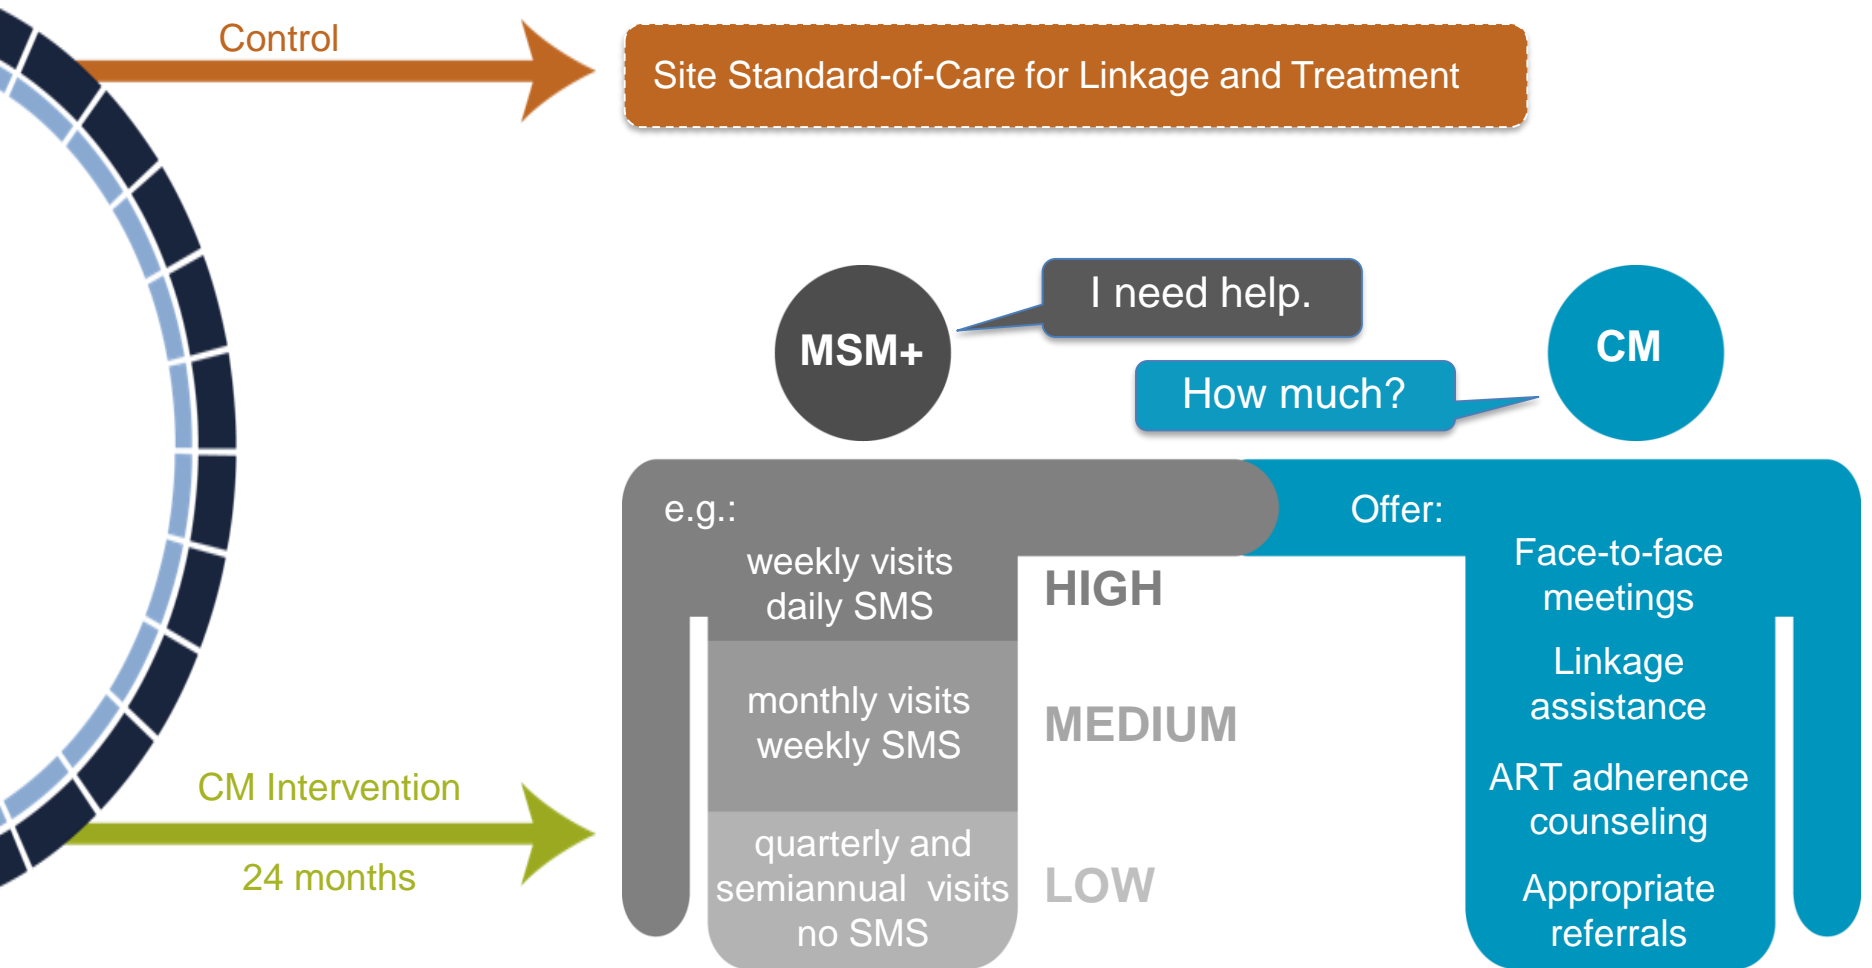 Control
Site Standard-of-Care for Linkage and Treatment
I need help.
MSM+
CM
How much?
e.g.:
weekly visits
daily SMS
HIGH
monthly visits
weekly SMS
MEDIUM
quarterly and
semiannual visits
no SMS
LOW
Offer:
Face-to-face
meetings
Linkage
assistance
ART adherence
counseling
Appropriate
referrals
CM Intervention
24 months